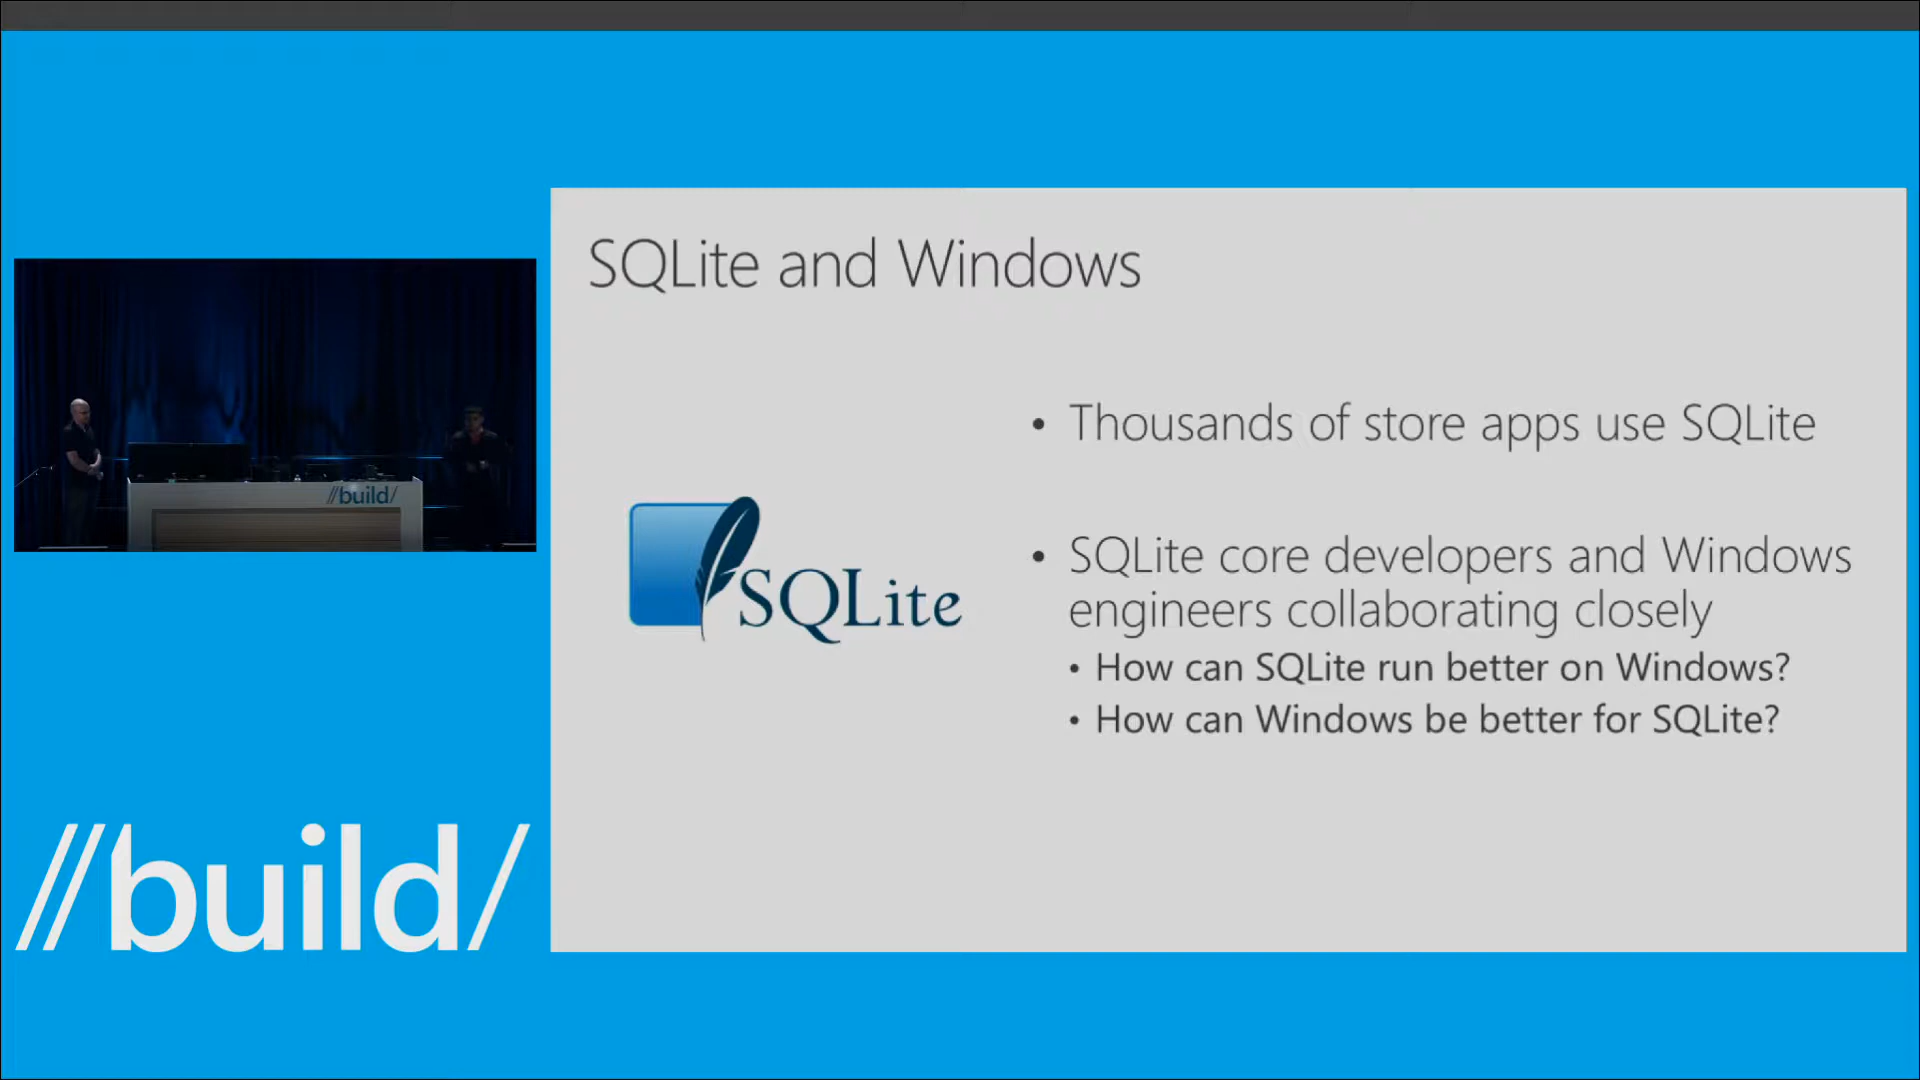 SQLite and Windows
• Thousands of store apps use SQLite
SQLite
• SQLite core developers and Windows
engineers collaborating closely
• How can SQLite run better on Windows?
• How can Windows be better for SQLite?
//build/
//build/